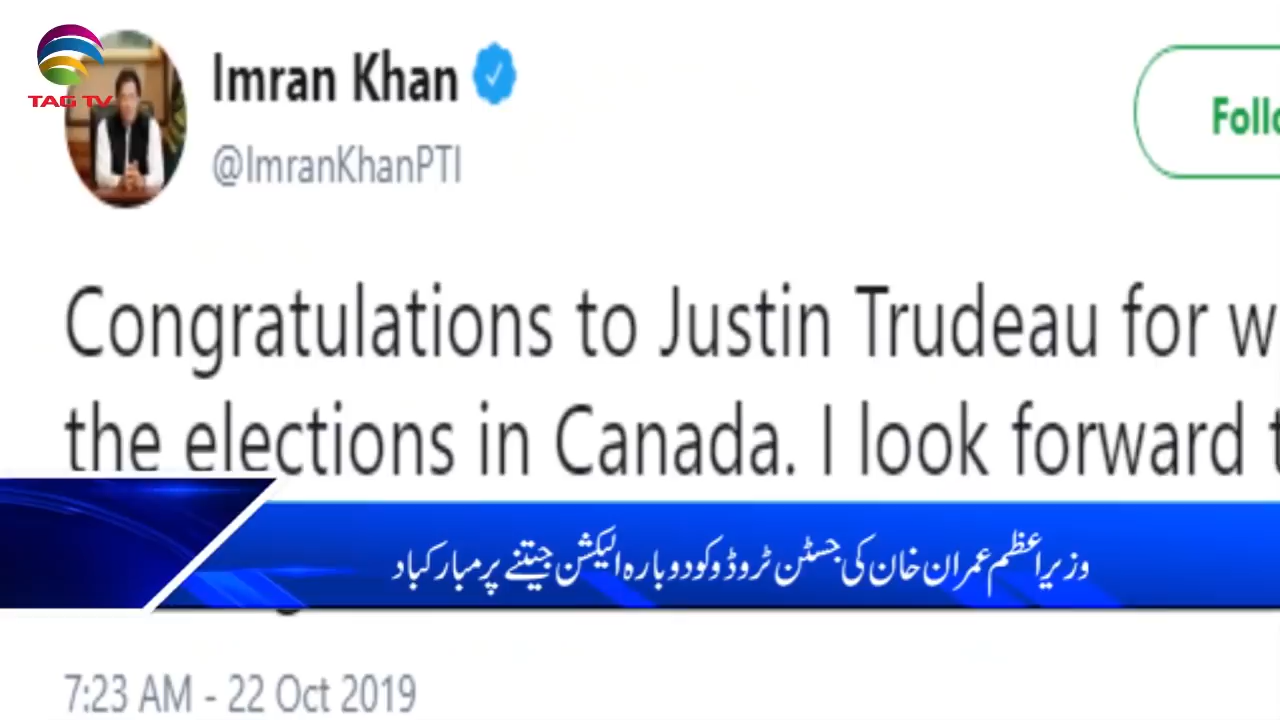 TAG TV
Imran Khan
@ImranKhanPTI
Congratulations to Justin Trudeau for
the elections in Canada. I look forward
وزیراعظم عمران خان کی جسٹن ٹروڈو کو دوبارہ الیکشن جیتنے پر مبارکباد
7:23 AM - 22 Oct 2019